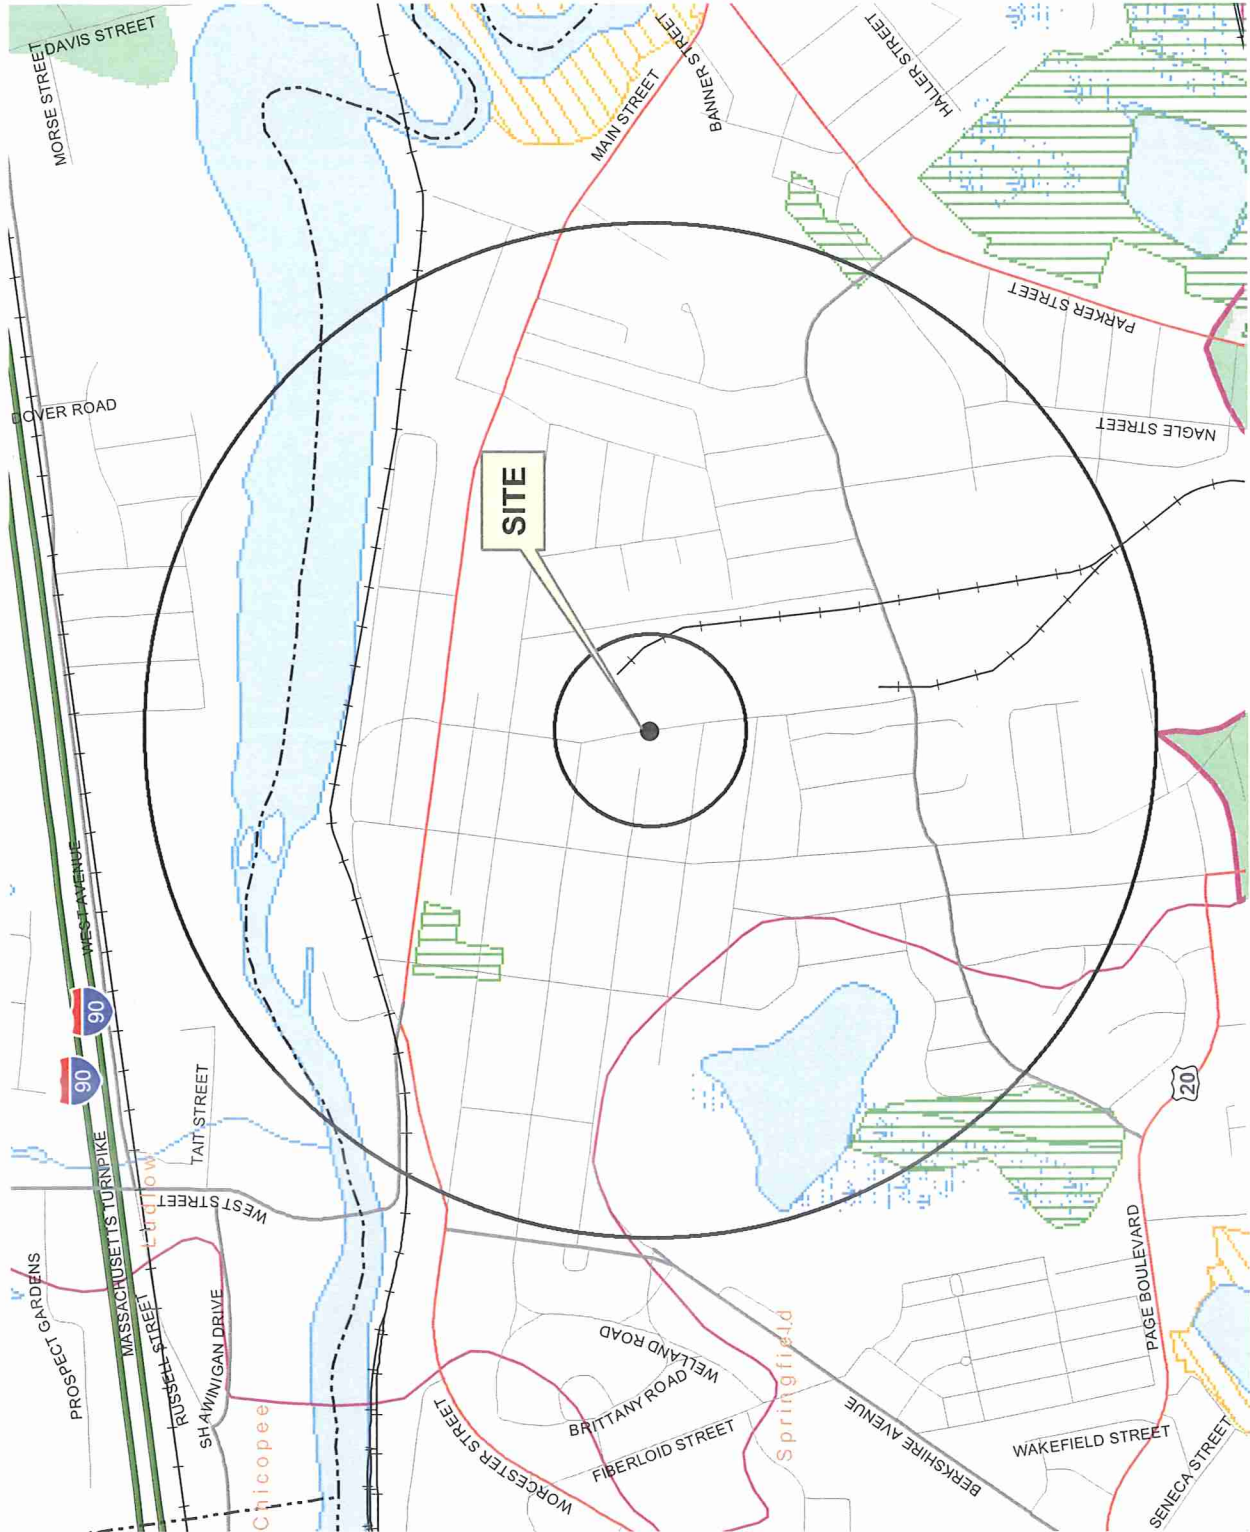 DAVIS STREET
MORSE STREET
BANNER STREET
STREET
HALLER STREET
MAIN STREET
PARKER STREET
NAGLE STREET
DOVER ROAD
SITE
WEST AVENUE
90
90
TAIT STREET
20
MASSACHUSETTS TURNPIKE
Ludlow
WEST STREET
PROSPECT GARDENS
RUSSELL STREET
SHAWINIGAN DRIVE
Chicopee
WELLAND ROAD
BRITTANY ROAD
FIBERLOID STREET
WORCESTER STREET
Springfield
BERKSHIRE AVENUE
PAGE BOULEVARD
WAKEFIELD STREET
SENECA STREET